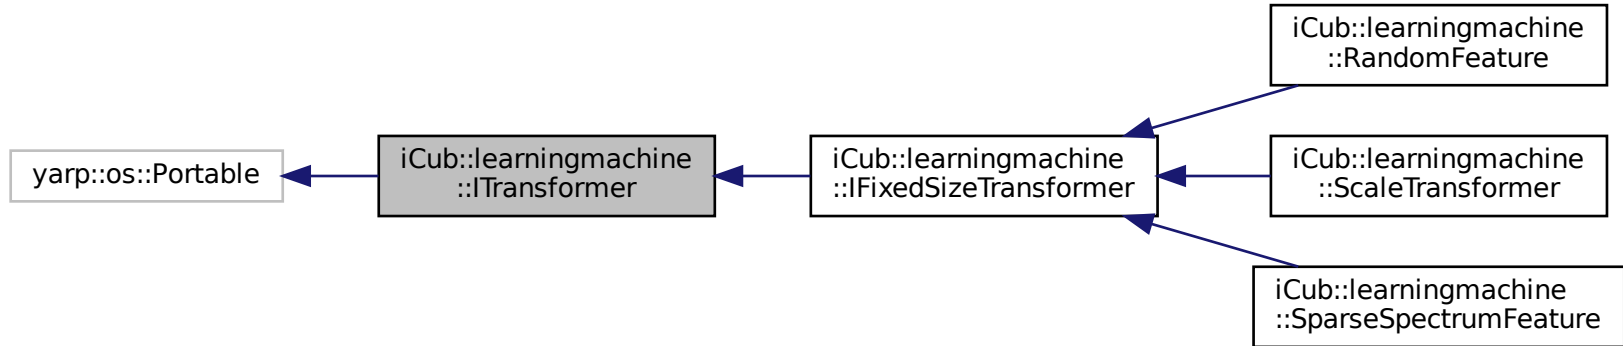 yarp::os::Portable
iCub::learningmachine
::ITransformer
iCub::learningmachine
::IFixedSizeTransformer
iCub::learningmachine
::RandomFeature
iCub::learningmachine
::ScaleTransformer
iCub::learningmachine
::SparseSpectrumFeature